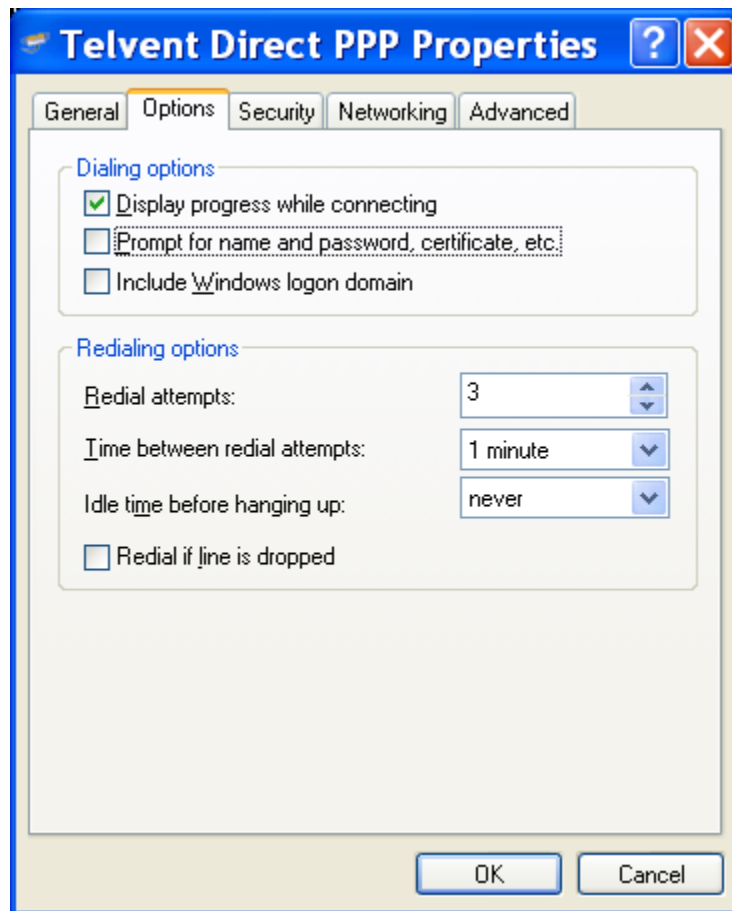 Telvent Direct PPP Properties
General Options Security Networking Advanced
Dialing options
Display progress while connecting
Prompt for name and password, certificate, etc.
Include Windows logon domain
Redialing options
Redial attempts: 3
Time between redial attempts: 1 minute
Idle time before hanging up: never
Redial if line is dropped
OK Cancel